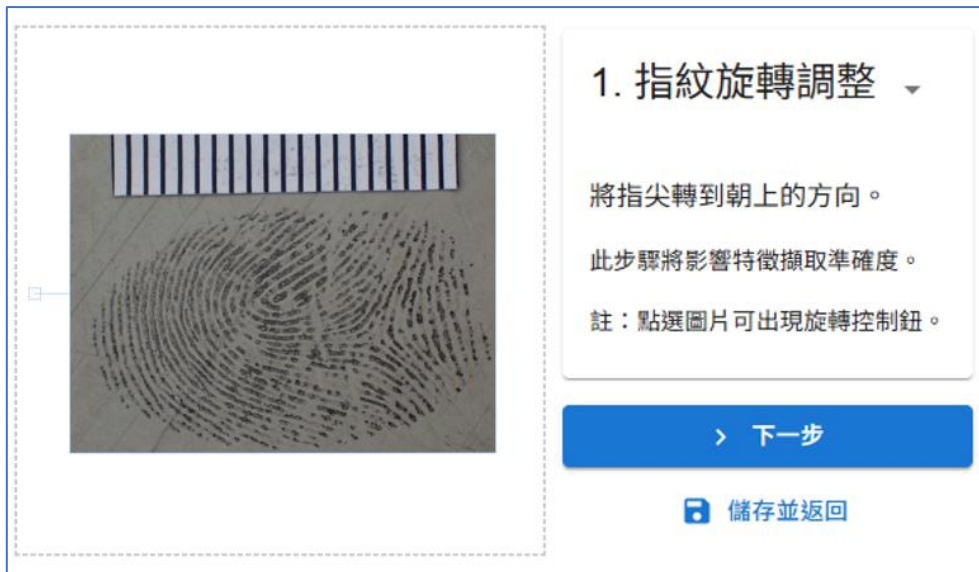 1. 指紋旋轉調整
將指尖轉到朝上的方向。
此步驟將影響特徵擷取準確度。
註：點選圖片可出現旋轉控制鈕。
下一步
儲存並返回